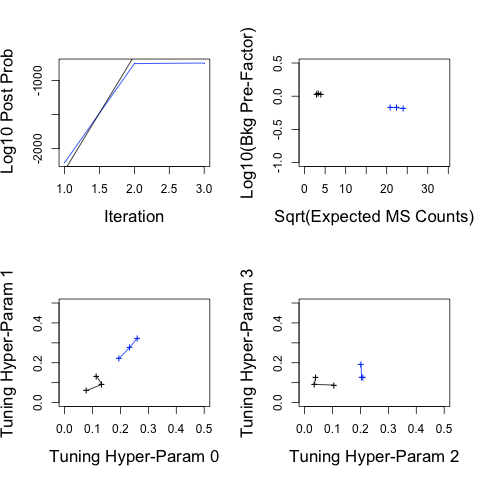 Log10 Post Prob
-1000
-2000
1.0 1.5 2.0 2.5 3.0
Iteration
Log10(Bkg Pre-Factor)
0.5
0.0
-0.5
-1.0
0 5 10 20 30
Sqrt(Expected MS Counts)
Tuning Hyper-Param 1
0.4
0.2
0.0
0.0 0.1 0.2 0.3 0.4 0.5
Tuning Hyper-Param 0
Tuning Hyper-Param 3
0.4
0.2
0.0
0.0 0.1 0.2 0.3 0.4 0.5
Tuning Hyper-Param 2